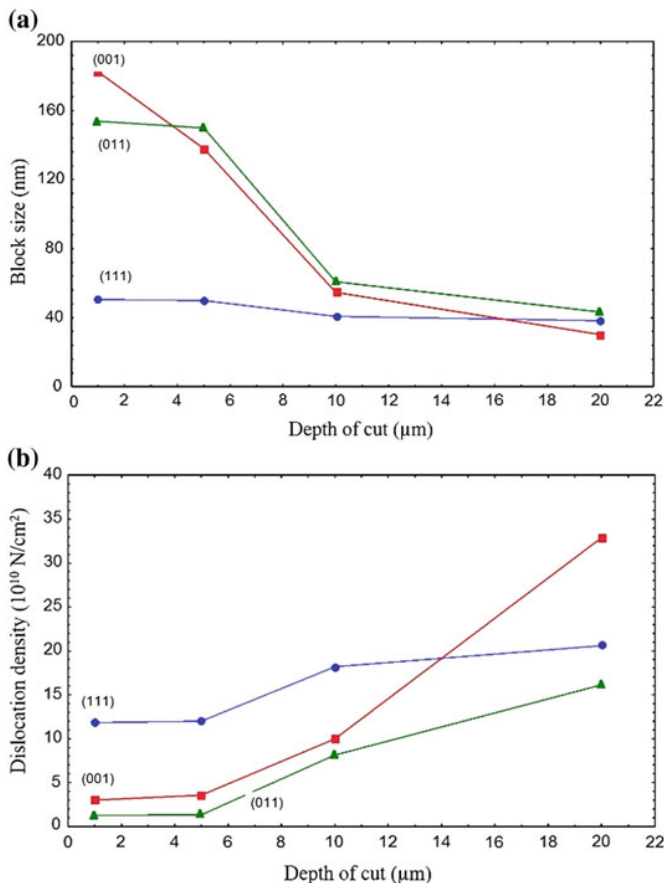 (a)
200
(001)
160
(011)
120
Block size (nm)
80
(111)
40
0
0 2 4 6 8 10 12 14 16 18 20 22
Depth of cut (µm)
(b)
40
35
30
25
Dislocation density (10¹⁰ N/cm²)
20
15
(111)
10
(001)
5
(011)
0
0 2 4 6 8 10 12 14 16 18 20 22
Depth of cut (µm)